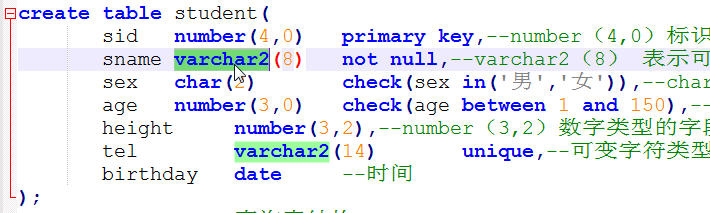 create table student(
sid number(4,0) primary key,--number（4,0）标识
sname varchar2(8) not null,--varchar2（8） 表示可
sex char(2) check(sex in('男','女')),--char
age number(3,0) check(age between 1 and 150),--
height number(3,2),--number（3,2）数字类型的字段
tel varchar2(14) unique,--可变字符类型
birthday date --时间
);